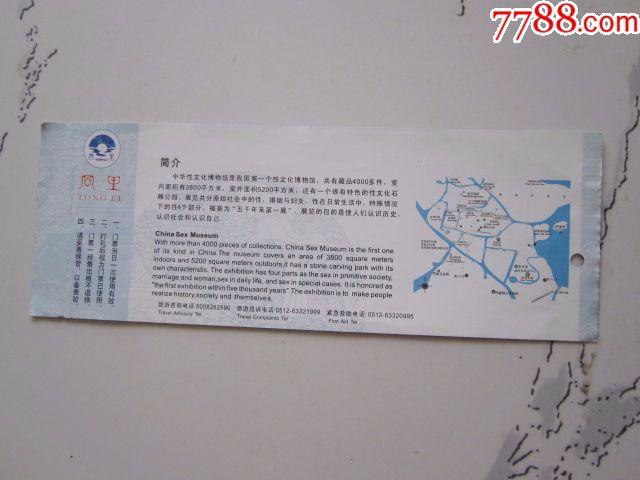 7788.com
中国收藏热线
同里
TONG LI
一、门票当日一次使用有效。
二、打孔后视为门票已使用。
三、门票一经售出概不退换。
四、请妥善保管，以备查验。
简介
中华性文化博物馆是我国第一个性文化博物馆，共有藏品4000多件，室
内面积有3800平方米，室外面积5200平方米，还有一个很有特色的性文化石
雕公园。展览共分原始社会中的性，婚姻与妇女，性在日常生活中，特殊情况
下的性4个部分，被誉为“五千年来第一展”，展览的目的是使人们认识历史，
认识社会和认识自己。
China Sex Museum
With more than 4000 pieces of collections, China Sex Museum is the first one
of its kind in China.The museum covers an area of 3800 square meters
indoors and 5200 square meters outdoors,it has a stone carving park with its
own characteristic. The exhibition has four parts as the sex in primitive society,
marriage and woman,sex in daily life, and sex in special cases. It is honored as
"the first exhibition within five thousand years" The exhibition is to make people
realize history,society and themselves.
旅游咨询电话:8008282990 旅游投诉电话:0512-63321999 紧急救助电话:0512-63320995
Travel Advisory Tel Travel Complaints Tel First Aid Tel